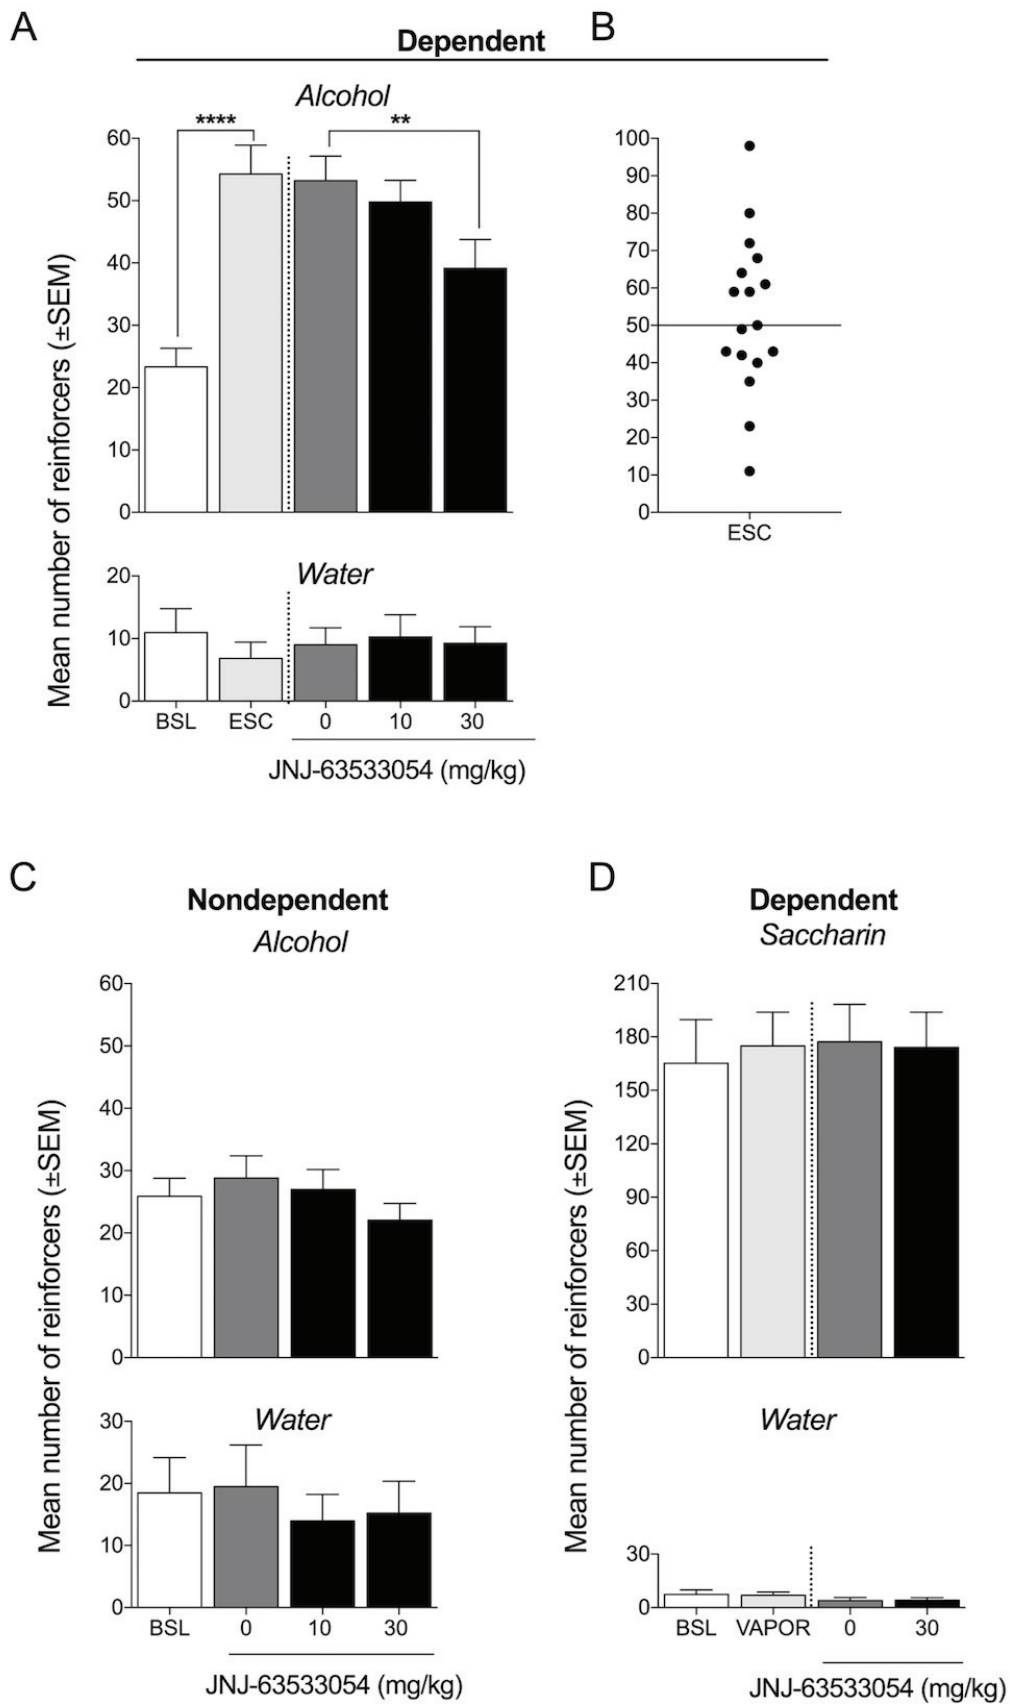 A
B
Dependent
Alcohol
**** **
60
50
40
30
20
10
0
Mean number of reinforcers (±SEM)
Water
20
10
0
BSL ESC 0 10 30
JNJ-63533054 (mg/kg)
100
90
80
70
60
50
40
30
20
10
0
ESC
C
Nondependent
Alcohol
60
50
40
30
20
10
0
Mean number of reinforcers (±SEM)
Water
30
20
10
0
BSL 0 10 30
JNJ-63533054 (mg/kg)
D
Dependent
Saccharin
210
180
150
120
90
60
30
0
Mean number of reinforcers (±SEM)
Water
30
0
BSL VAPOR 0 30
JNJ-63533054 (mg/kg)